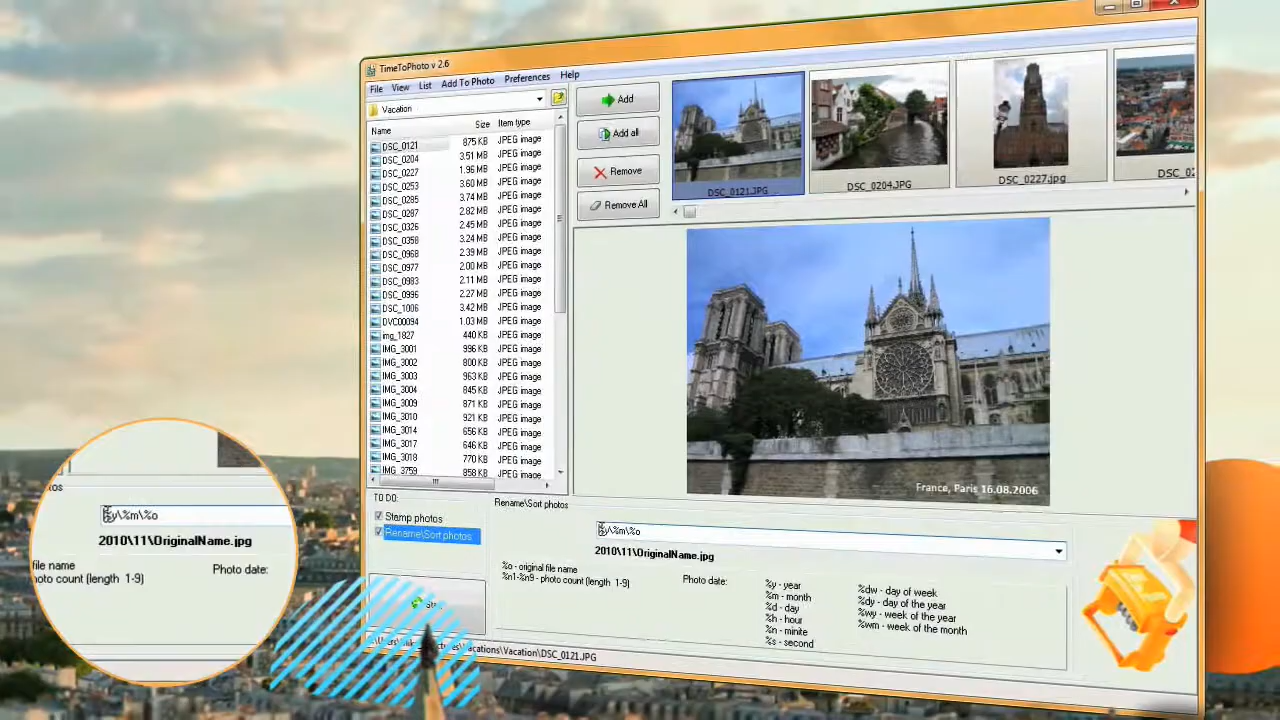 TimeToPhoto v 2.6
File View List Add To Photo Preferences Help
Vacation
Name Size Item type
DSC_0121 875 KB JPEG image
DSC_0204 3.51 MB JPEG image
DSC_0227 1.96 MB JPEG image
DSC_0253 3.60 MB JPEG image
DSC_0285 3.74 MB JPEG image
DSC_0287 2.82 MB JPEG image
DSC_0326 2.45 MB JPEG image
DSC_0358 3.24 MB JPEG image
DSC_0968 2.39 MB JPEG image
DSC_0977 2.00 MB JPEG image
DSC_0983 2.11 MB JPEG image
DSC_0996 2.27 MB JPEG image
DSC_1006 3.42 MB JPEG image
DVC00094 1.03 MB JPEG image
img_1827 440 KB JPEG image
IMG_3001 996 KB JPEG image
IMG_3002 800 KB JPEG image
IMG_3003 963 KB JPEG image
IMG_3004 845 KB JPEG image
IMG_3009 871 KB JPEG image
IMG_3010 921 KB JPEG image
IMG_3014 656 KB JPEG image
IMG_3017 646 KB JPEG image
IMG_3018 770 KB JPEG image
IMG_3759 858 KB JPEG image
Add
Add all
Remove
Remove All
DSC_0121.JPG
DSC_0204.JPG
DSC_0227.jpg
DSC_02
France, Paris 16.08.2006
TO DO:
Stamp photos
Rename\Sort photos
Rename\Sort photos
y\%m\%o
2010\11\OriginalName.jpg
%o - original file name
%n1-%n9 - photo count (length 1-9)
Photo date:
%y - year
%m - month
%d - day
%h - hour
%n - minite
%s - second
%dw - day of week
%dy - day of the year
%wy - week of the year
%wm - week of the month
Vacations\Vacation\DSC_0121.JPG
y\%m\%o
2010\11\OriginalName.jpg
file name
hoto count (length 1-9)
Photo date: